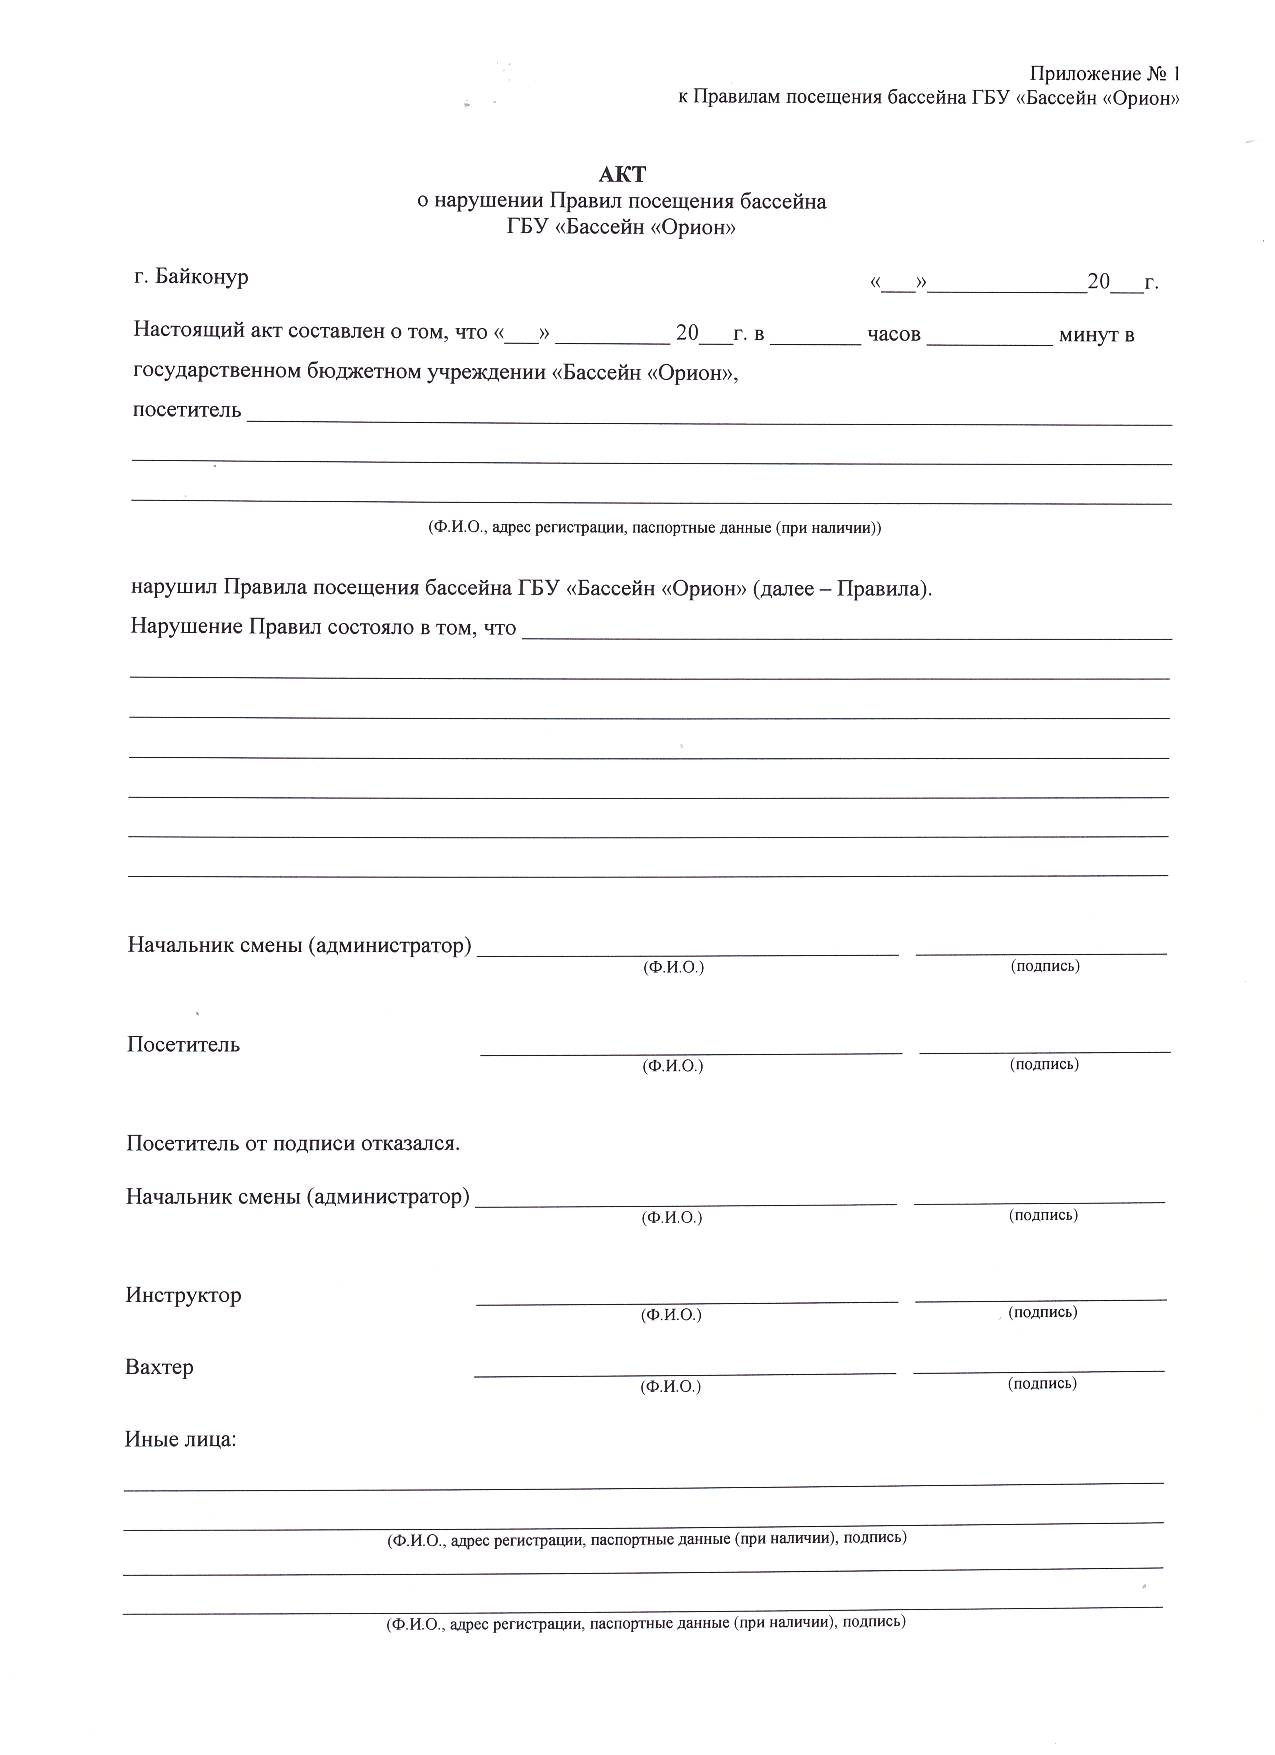 Приложение № 1
к Правилам посещения бассейна ГБУ «Бассейн «Орион»
АКТ
о нарушении Правил посещения бассейна
ГБУ «Бассейн «Орион»
г. Байконур «___»______________20___г.
Настоящий акт составлен о том, что «___» __________ 20___г. в ________ часов ___________ минут в
государственном бюджетном учреждении «Бассейн «Орион»,
посетитель
(Ф.И.О., адрес регистрации, паспортные данные (при наличии))
нарушил Правила посещения бассейна ГБУ «Бассейн «Орион» (далее – Правила).
Нарушение Правил состояло в том, что
Начальник смены (администратор)
(Ф.И.О.) (подпись)
Посетитель
(Ф.И.О.) (подпись)
Посетитель от подписи отказался.
Начальник смены (администратор)
(Ф.И.О.) (подпись)
Инструктор
(Ф.И.О.) (подпись)
Вахтер
(Ф.И.О.) (подпись)
Иные лица:
(Ф.И.О., адрес регистрации, паспортные данные (при наличии), подпись)
(Ф.И.О., адрес регистрации, паспортные данные (при наличии), подпись)